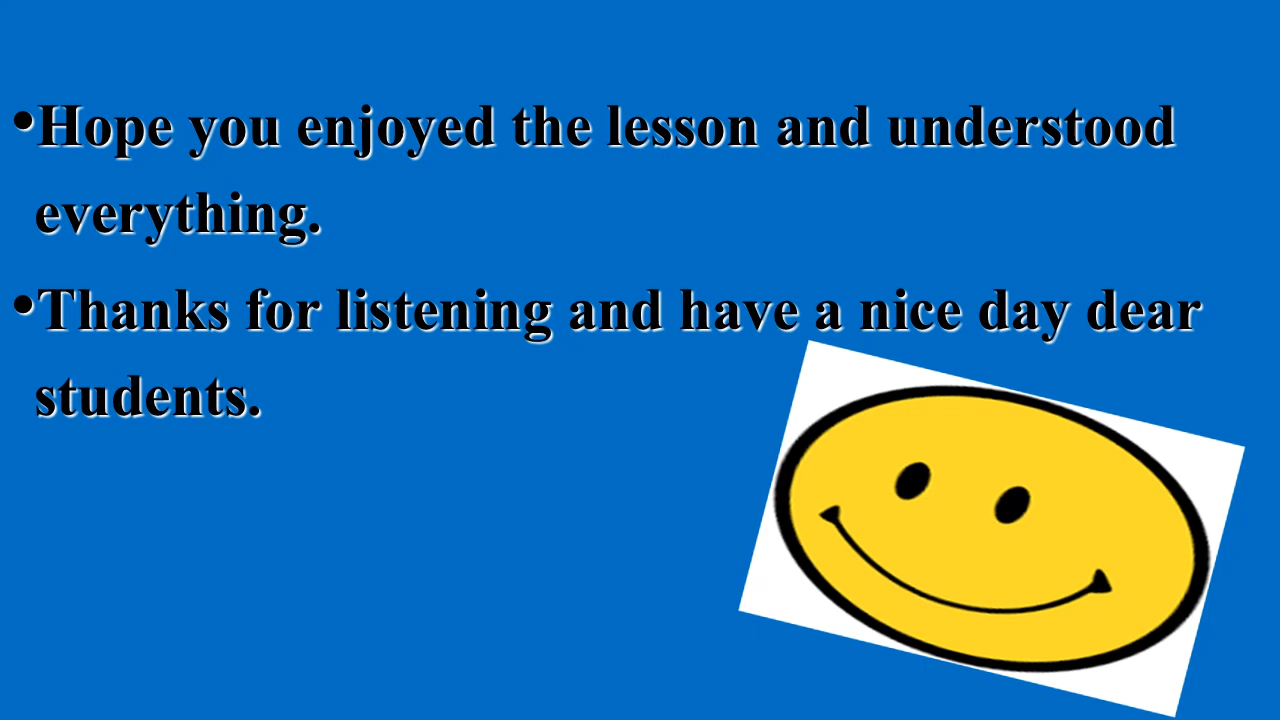 •Hope you enjoyed the lesson and understood
everything.
•Thanks for listening and have a nice day dear
students.